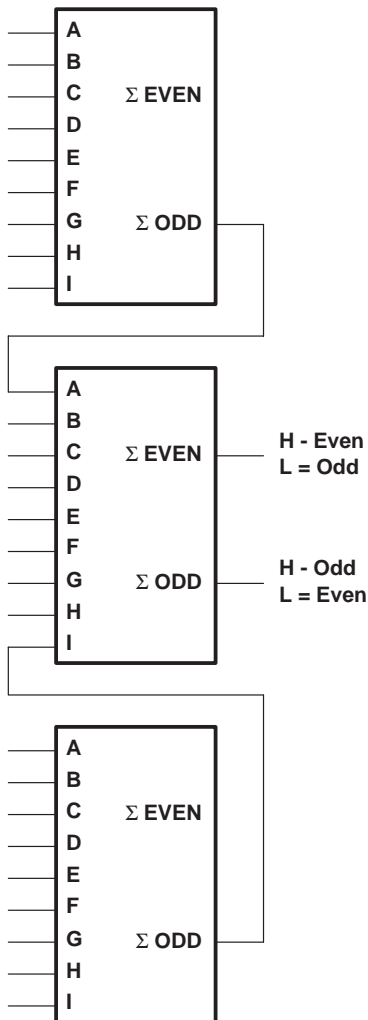 A
B
C Σ EVEN
D
E
F
G Σ ODD
H
I
A
B
C Σ EVEN
D
E
F
G Σ ODD
H
I
H - Even
L = Odd
H - Odd
L = Even
A
B
C Σ EVEN
D
E
F
G Σ ODD
H
I